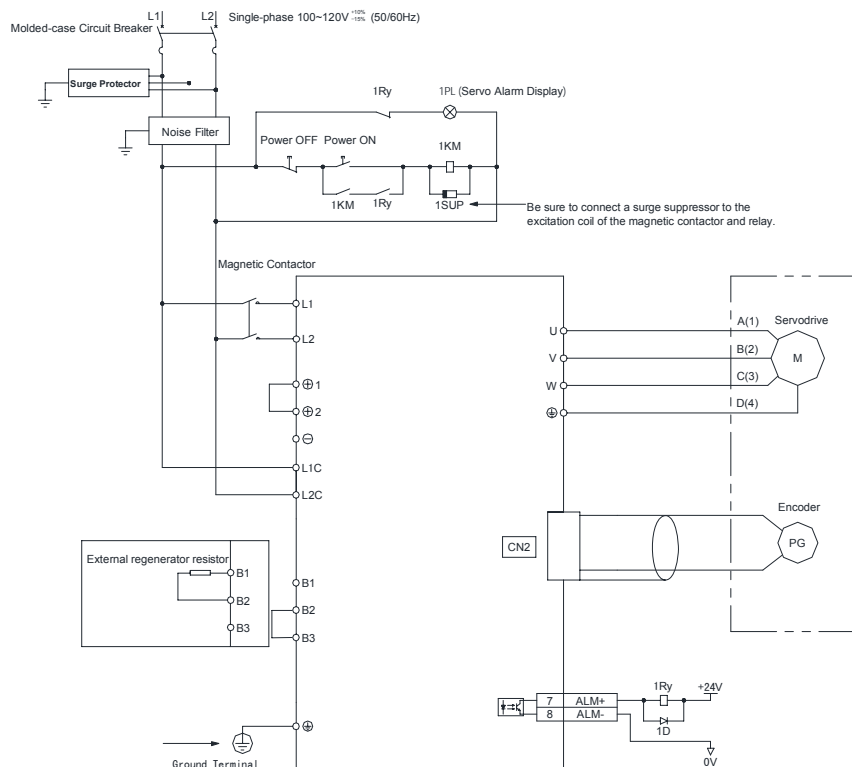 L1 L2 Single-phase 100~120V +10% -15% (50/60Hz)
Molded-case Circuit Breaker
Surge Protector
1Ry 1PL (Servo Alarm Display)
Noise Filter
Power OFF Power ON
1KM
1KM 1Ry 1SUP
Be sure to connect a surge suppressor to the
excitation coil of the magnetic contactor and relay.
Magnetic Contactor
L1
L2
U A(1) Servodrive
V B(2) M
W C(3)
D(4)
1
2
L1C
L2C
Encoder
CN2 PG
External regenerator resistor
B1
B2
B3
B1
B2
B3
1Ry +24V
7 ALM+
8 ALM-
1D
0V
Ground Terminal